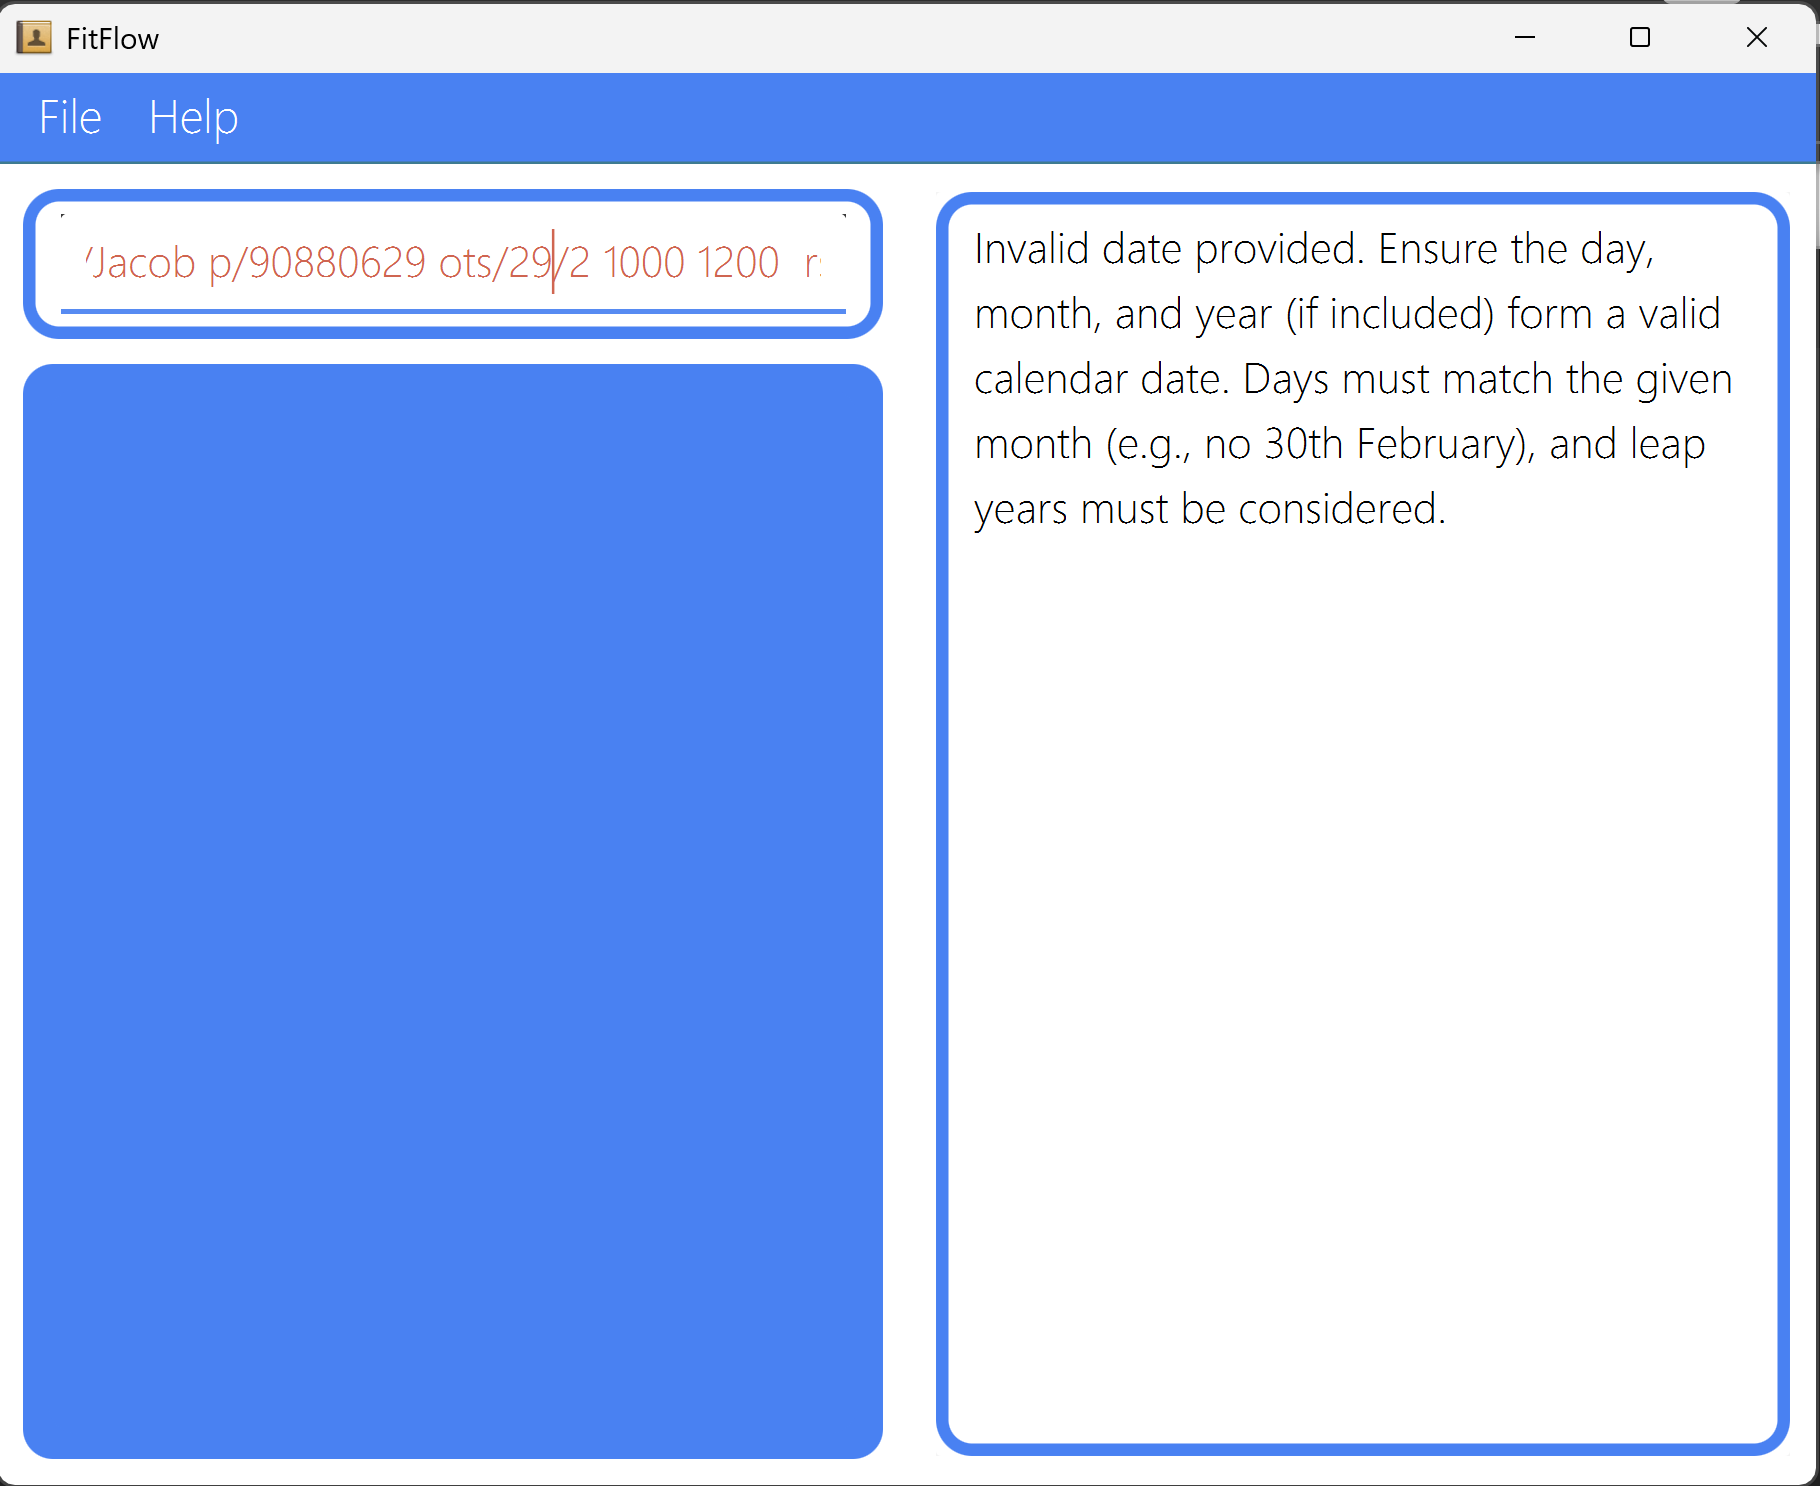 FitFlow
File Help
/Jacob p/90880629 ots/29/2 1000 1200
Invalid date provided. Ensure the day,
month, and year (if included) form a valid
calendar date. Days must match the given
month (e.g., no 30th February), and leap
years must be considered.